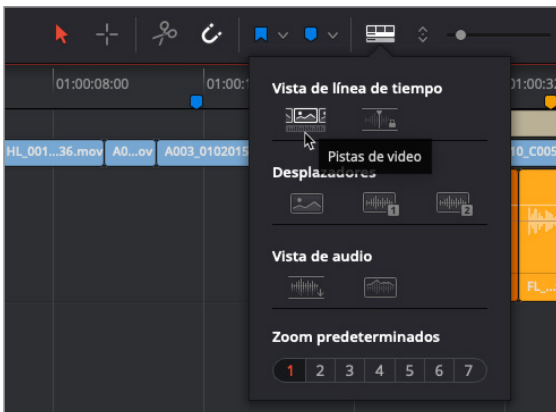 01:00:08:00
01:00:1
01:00:32
Vista de línea de tiempo
HL_001...36.mov
A0...ov
A003_0102015
10_C005
Pistas de video
Desplazadores
1
2
Vista de audio
FL_...
Zoom predeterminados
1 2 3 4 5 6 7